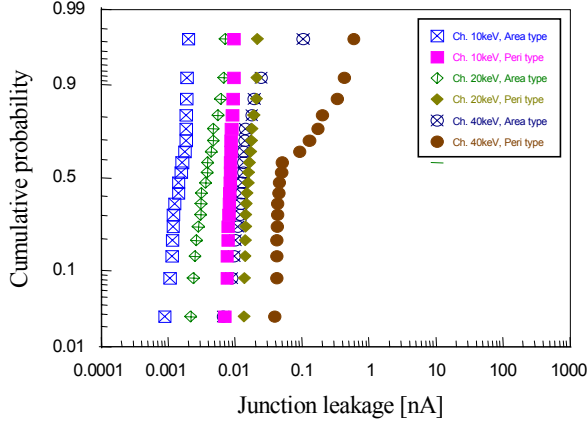 0.99
0.9
0.5
0.1
0.01
Cumulative probability
Ch. 10keV, Area type
Ch. 10keV, Peri type
Ch. 20keV, Area type
Ch. 20keV, Peri type
Ch. 40keV, Area type
Ch. 40keV, Peri type
0.0001 0.001 0.01 0.1 1 10 100 1000
Junction leakage [nA]